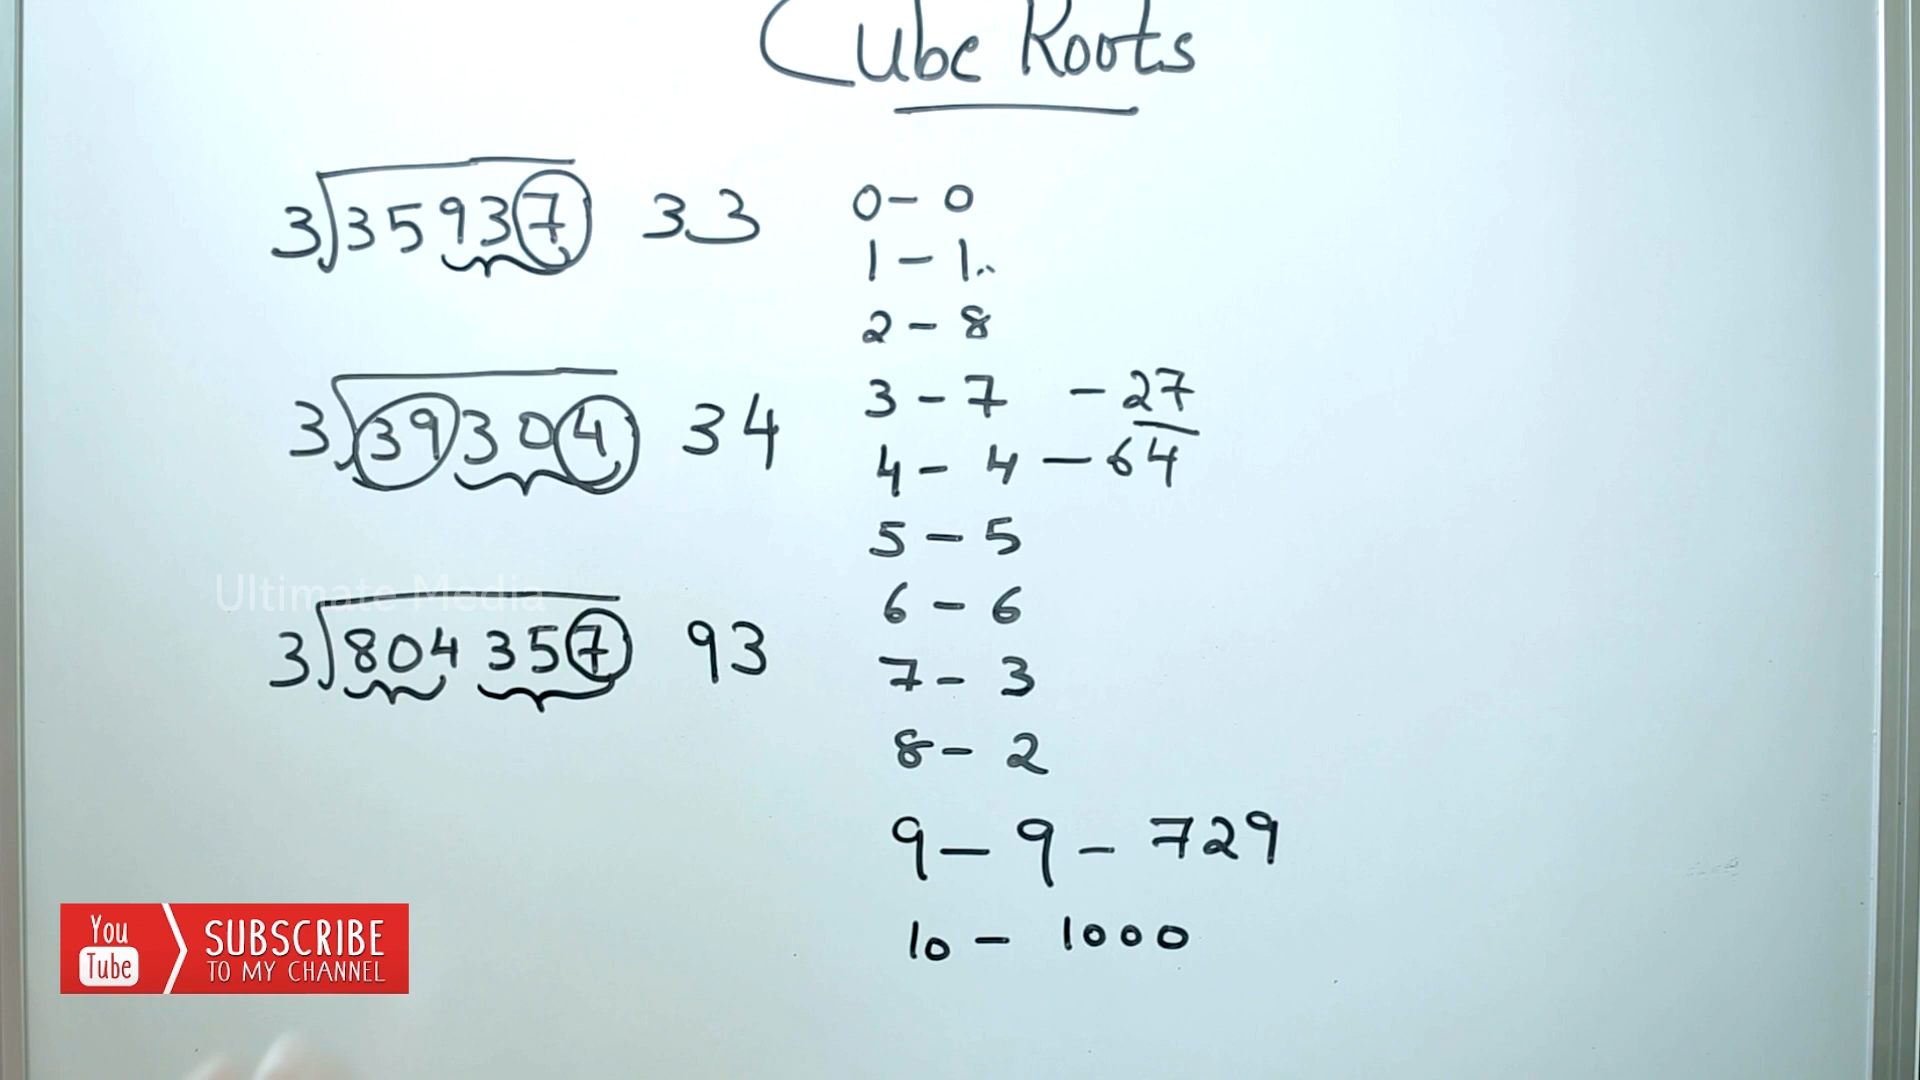 Cube Roots
3√35937 33
3√39304 34
3√804357 93
0 - 0
1 - 1..
2 - 8
3 - 7 - 27
4 - 4 - 64
5 - 5
6 - 6
7 - 3
8 - 2
9 - 9 - 729
10 - 1000
Ultimate Media
You Tube
SUBSCRIBE
TO MY CHANNEL